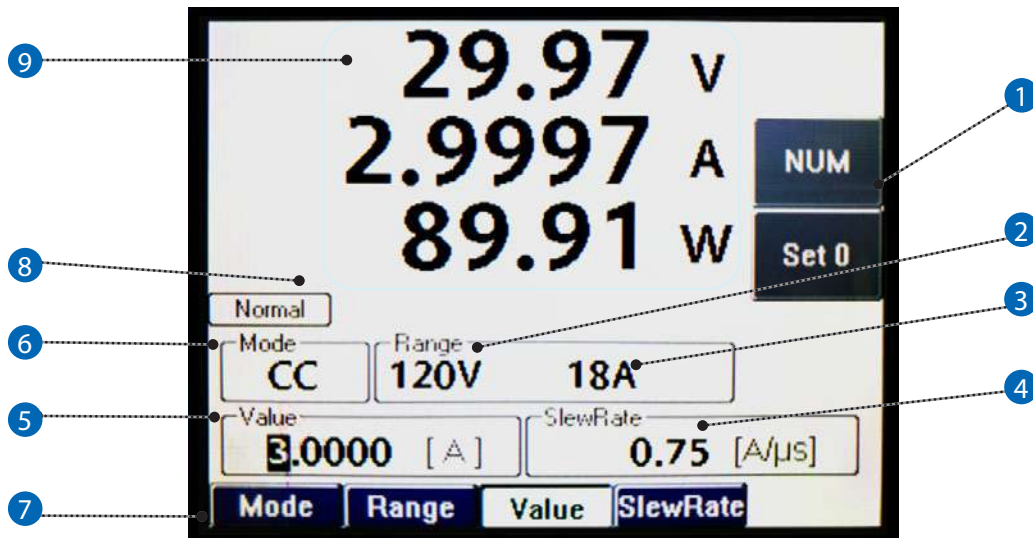 29.97 V
2.9997 A
89.91 W
NUM
Set 0
Normal
Mode
CC
Range
120V 18A
Value
3.0000 [A]
SlewRate
0.75 [A/µs]
Mode Range Value SlewRate
9
8
6
5
7
1
2
3
4